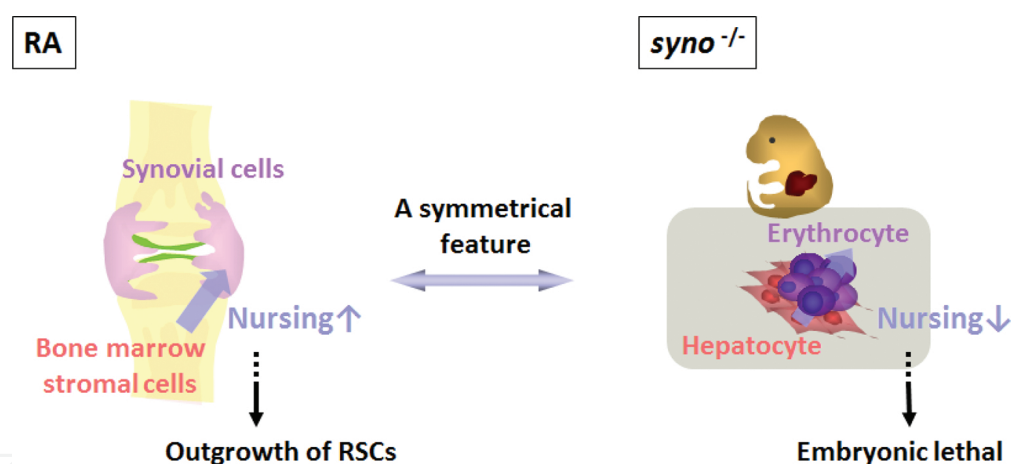 RA
syno -/-
Synovial cells
A symmetrical
feature
Erythrocyte
Nursing↑
Nursing↓
Bone marrow
stromal cells
Hepatocyte
Outgrowth of RSCs
Embryonic lethal